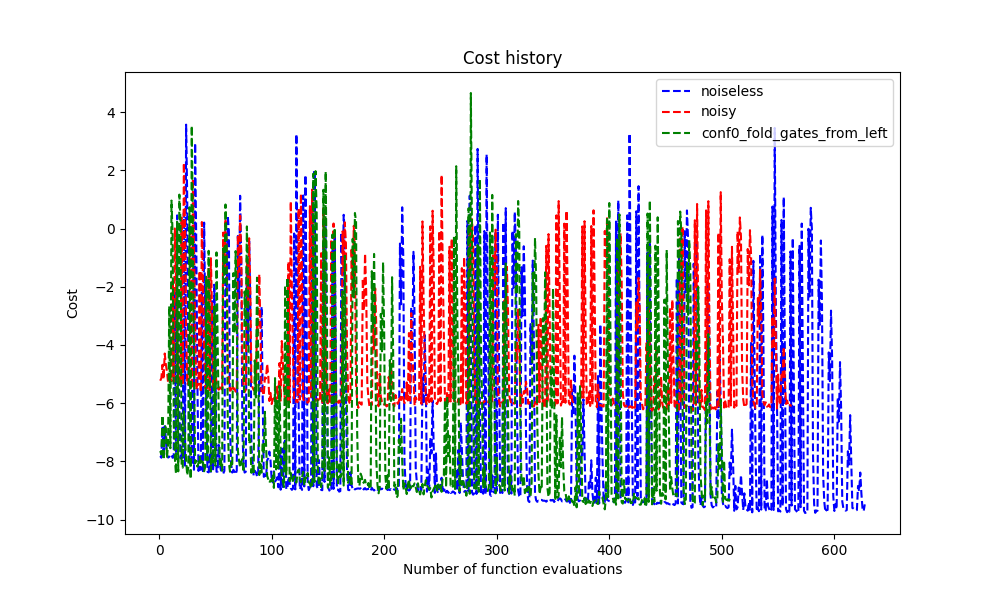 Cost history
noiseless
noisy
conf0_fold_gates_from_left
Cost
4
2
0
−2
−4
−6
−8
−10
0 100 200 300 400 500 600
Number of function evaluations